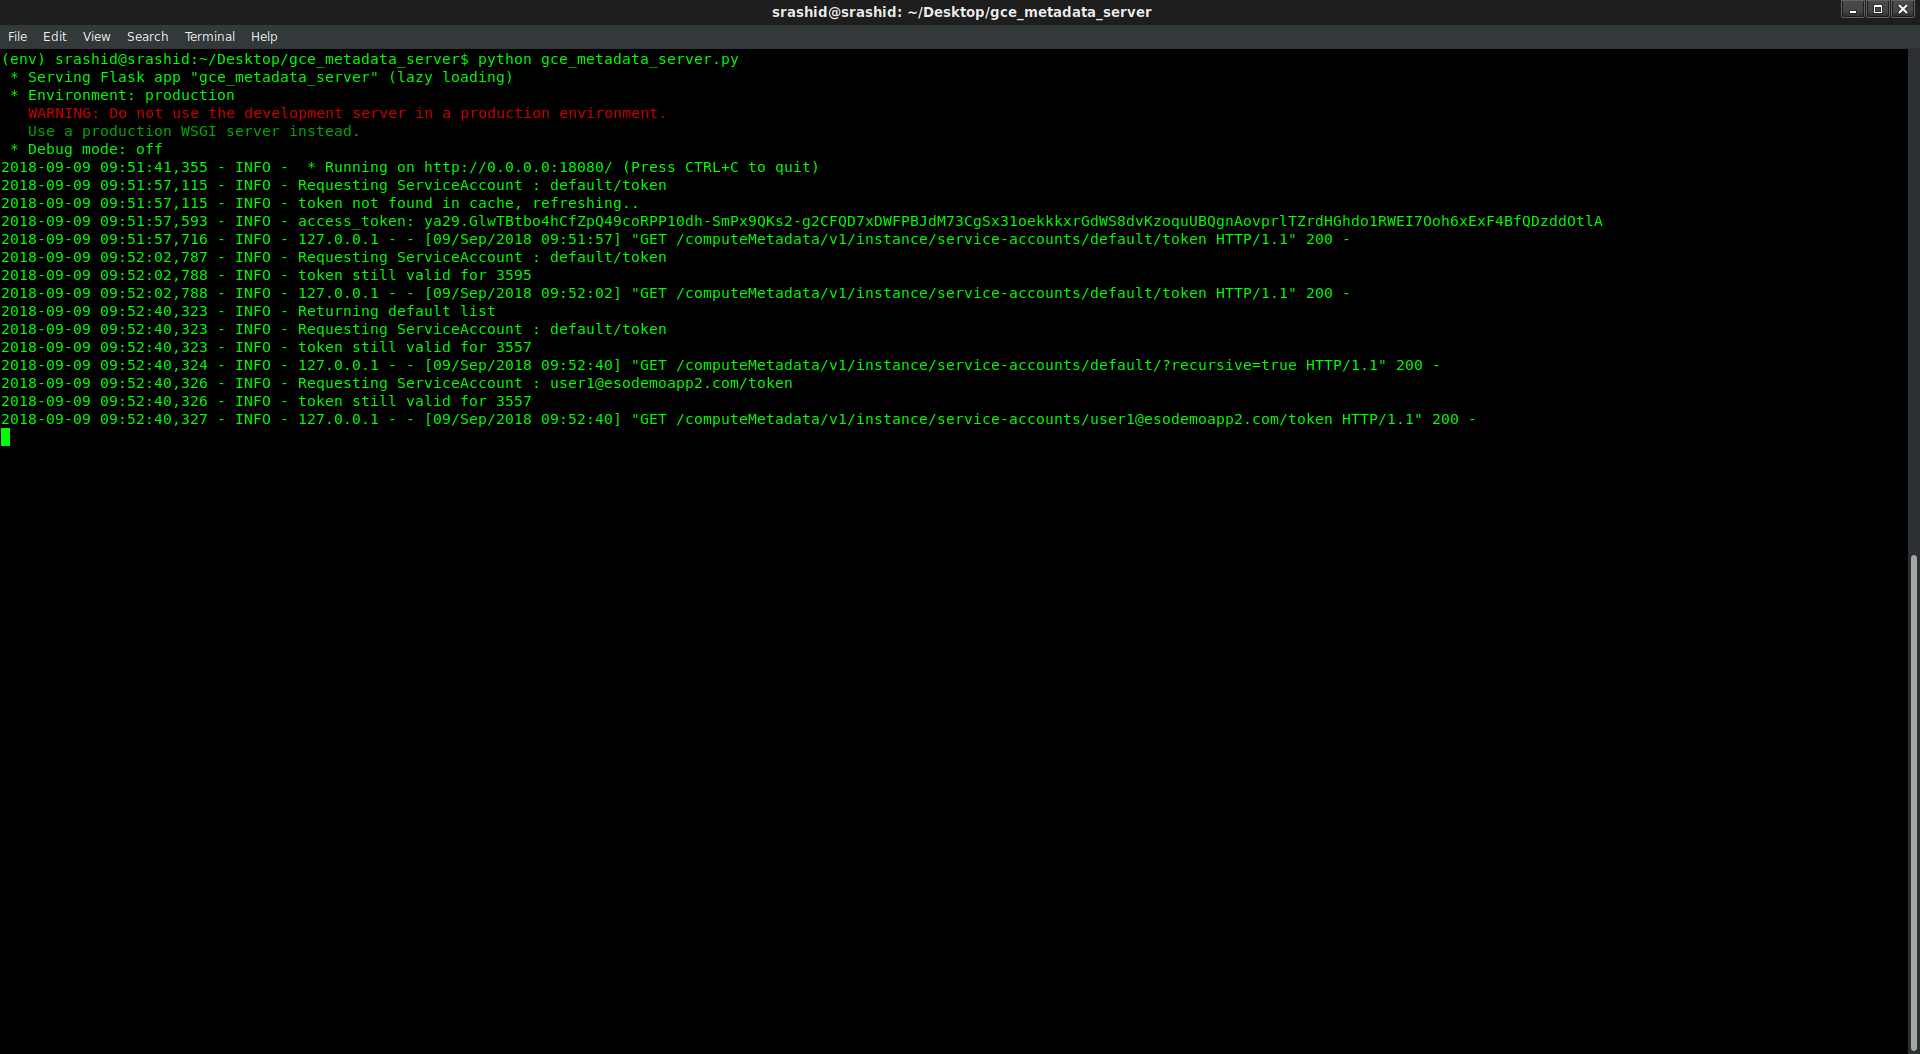 srashid@srashid: ~/Desktop/gce_metadata_server
File Edit View Search Terminal Help
(env) srashid@srashid:~/Desktop/gce_metadata_server$ python gce_metadata_server.py
 * Serving Flask app "gce_metadata_server" (lazy loading)
 * Environment: production
   WARNING: Do not use the development server in a production environment.
   Use a production WSGI server instead.
 * Debug mode: off
2018-09-09 09:51:41,355 - INFO -  * Running on http://0.0.0.0:18080/ (Press CTRL+C to quit)
2018-09-09 09:51:57,115 - INFO - Requesting ServiceAccount : default/token
2018-09-09 09:51:57,115 - INFO - token not found in cache, refreshing..
2018-09-09 09:51:57,593 - INFO - access_token: ya29.GlwTBtbo4hCfZpQ49coRPP10dh-SmPx9QKs2-g2CFQD7xDWFPBJdM73CgSx31oekkkxrGdWS8dvKzoquUBQgnAovprlTZrdHGhdo1RWEI7Ooh6xExF4BfQDzddOtlA
2018-09-09 09:51:57,716 - INFO - 127.0.0.1 - - [09/Sep/2018 09:51:57] "GET /computeMetadata/v1/instance/service-accounts/default/token HTTP/1.1" 200 -
2018-09-09 09:52:02,787 - INFO - Requesting ServiceAccount : default/token
2018-09-09 09:52:02,788 - INFO - token still valid for 3595
2018-09-09 09:52:02,788 - INFO - 127.0.0.1 - - [09/Sep/2018 09:52:02] "GET /computeMetadata/v1/instance/service-accounts/default/token HTTP/1.1" 200 -
2018-09-09 09:52:40,323 - INFO - Returning default list
2018-09-09 09:52:40,323 - INFO - Requesting ServiceAccount : default/token
2018-09-09 09:52:40,323 - INFO - token still valid for 3557
2018-09-09 09:52:40,324 - INFO - 127.0.0.1 - - [09/Sep/2018 09:52:40] "GET /computeMetadata/v1/instance/service-accounts/default/?recursive=true HTTP/1.1" 200 -
2018-09-09 09:52:40,326 - INFO - Requesting ServiceAccount : user1@esodemoapp2.com/token
2018-09-09 09:52:40,326 - INFO - token still valid for 3557
2018-09-09 09:52:40,327 - INFO - 127.0.0.1 - - [09/Sep/2018 09:52:40] "GET /computeMetadata/v1/instance/service-accounts/user1@esodemoapp2.com/token HTTP/1.1" 200 -